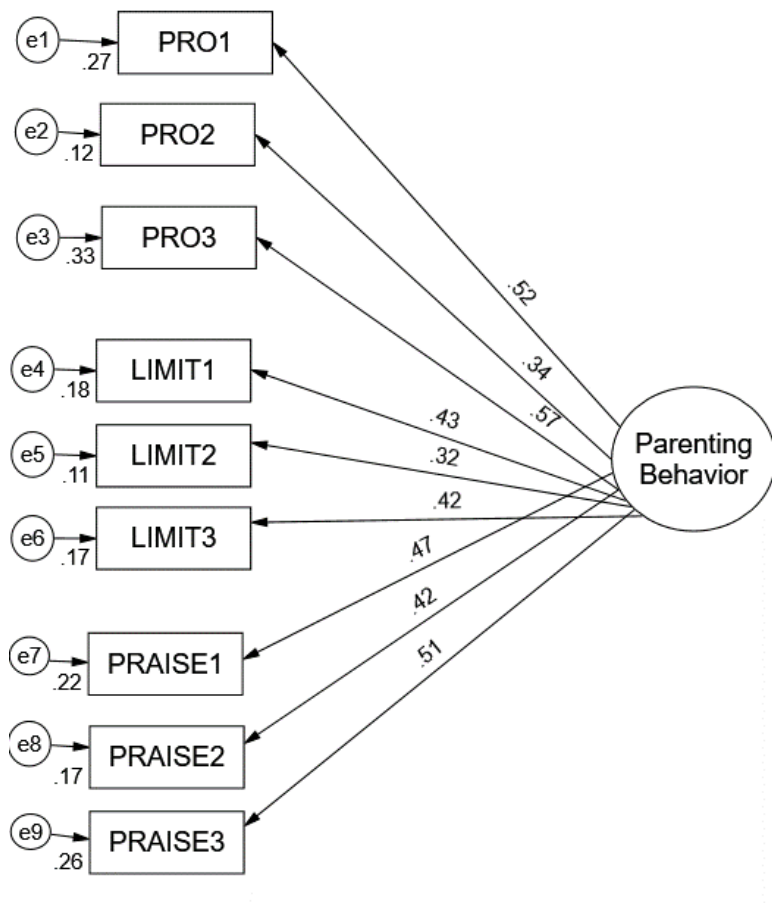 e1
.27
PRO1
e2
.12
PRO2
e3
.33
PRO3
.52
.34
.57
e4
.18
LIMIT1
.43
e5
.11
LIMIT2
.32
e6
.17
LIMIT3
.42
Parenting
Behavior
.47
.42
.51
e7
.22
PRAISE1
e8
.17
PRAISE2
e9
.26
PRAISE3